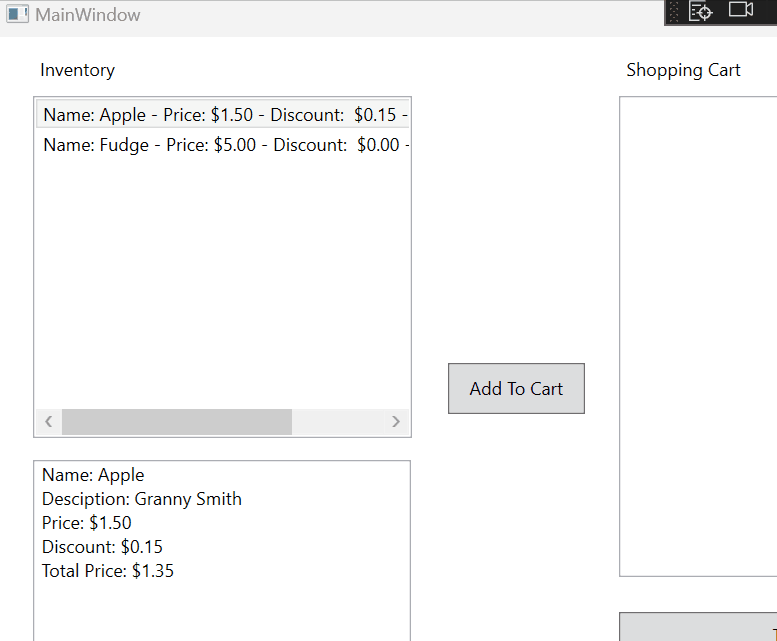 MainWindow
Inventory
Shopping Cart
Name: Apple - Price: $1.50 - Discount:  $0.15 -
Name: Fudge - Price: $5.00 - Discount:  $0.00 -
Add To Cart
Name: Apple
Desciption: Granny Smith
Price: $1.50
Discount: $0.15
Total Price: $1.35